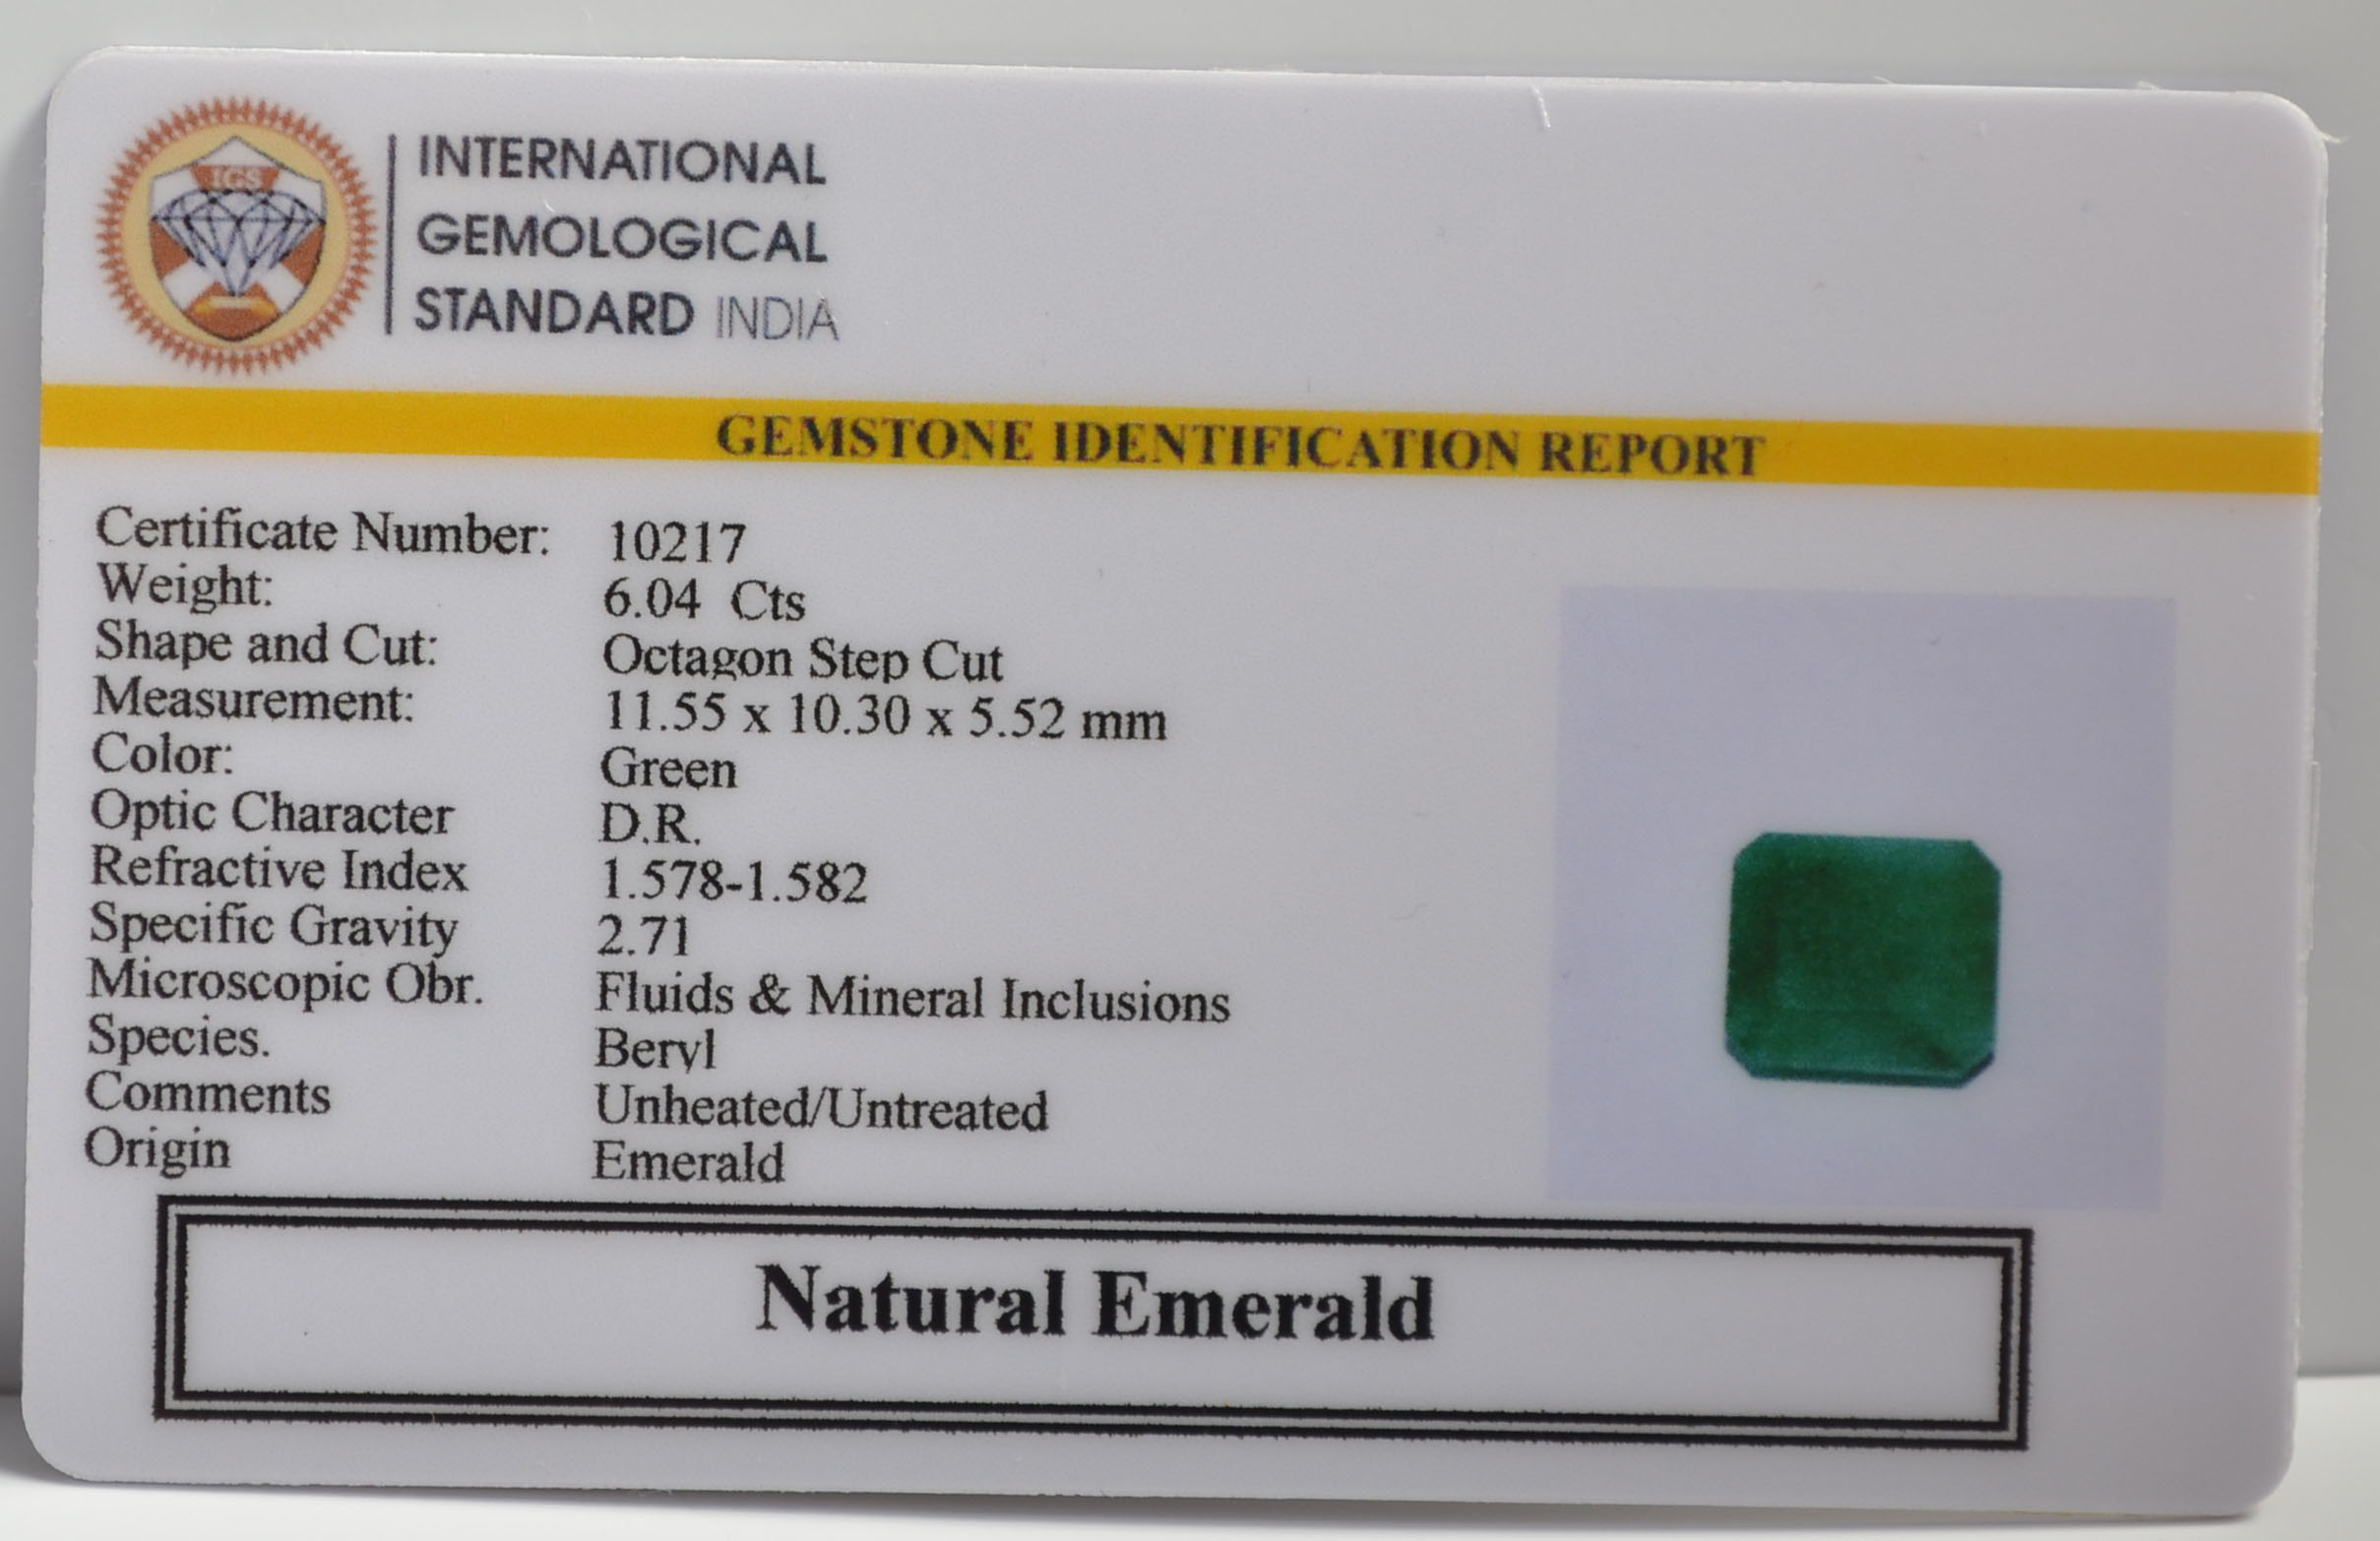 IGS
INTERNATIONAL
GEMOLOGICAL
STANDARD INDIA
GEMSTONE IDENTIFICATION REPORT
Certificate Number: 10217
Weight: 6.04 Cts
Shape and Cut: Octagon Step Cut
Measurement: 11.55 x 10.30 x 5.52 mm
Color: Green
Optic Character D.R.
Refractive Index 1.578-1.582
Specific Gravity 2.71
Microscopic Obr. Fluids & Mineral Inclusions
Species. Beryl
Comments Unheated/Untreated
Origin Emerald
Natural Emerald